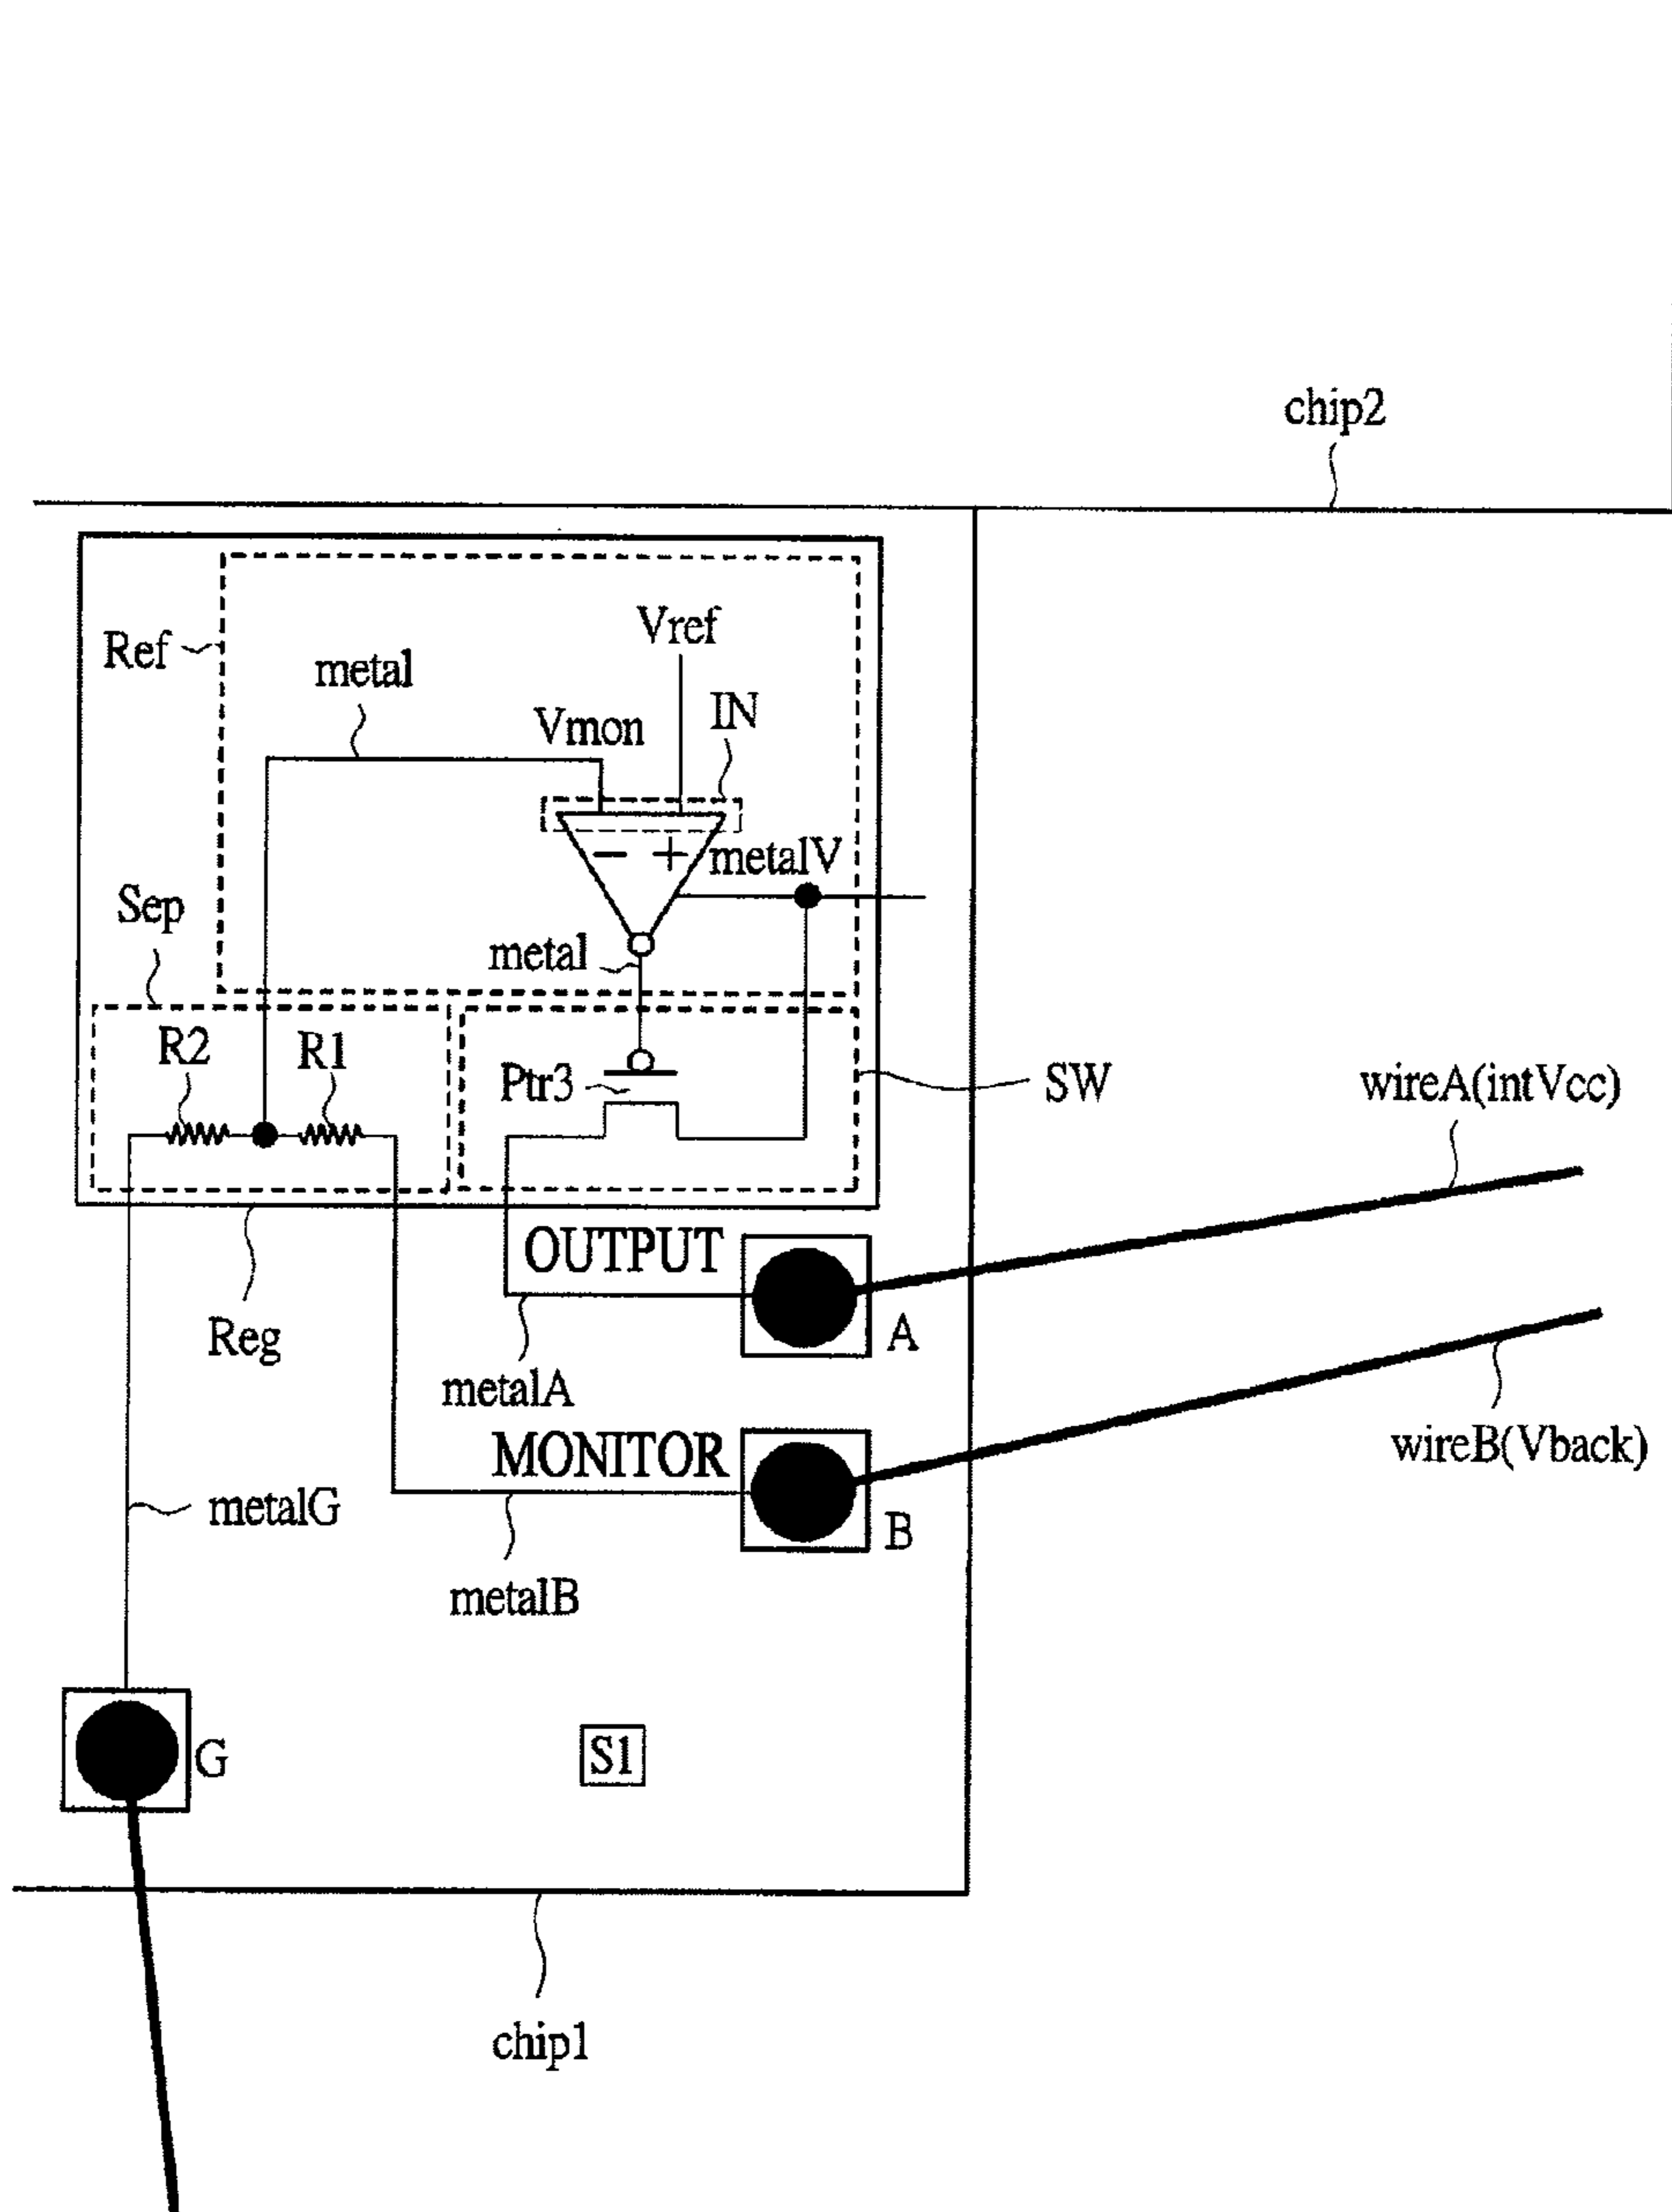 chip2
Vref
Ref
metal
IN
Vmon
− +
metalV
Sep
metal
R2
R1
Ptr3
SW
wireA(intVcc)
OUTPUT
A
Reg
metalA
MONITOR
wireB(Vback)
metalG
B
metalB
G
S1
chip1